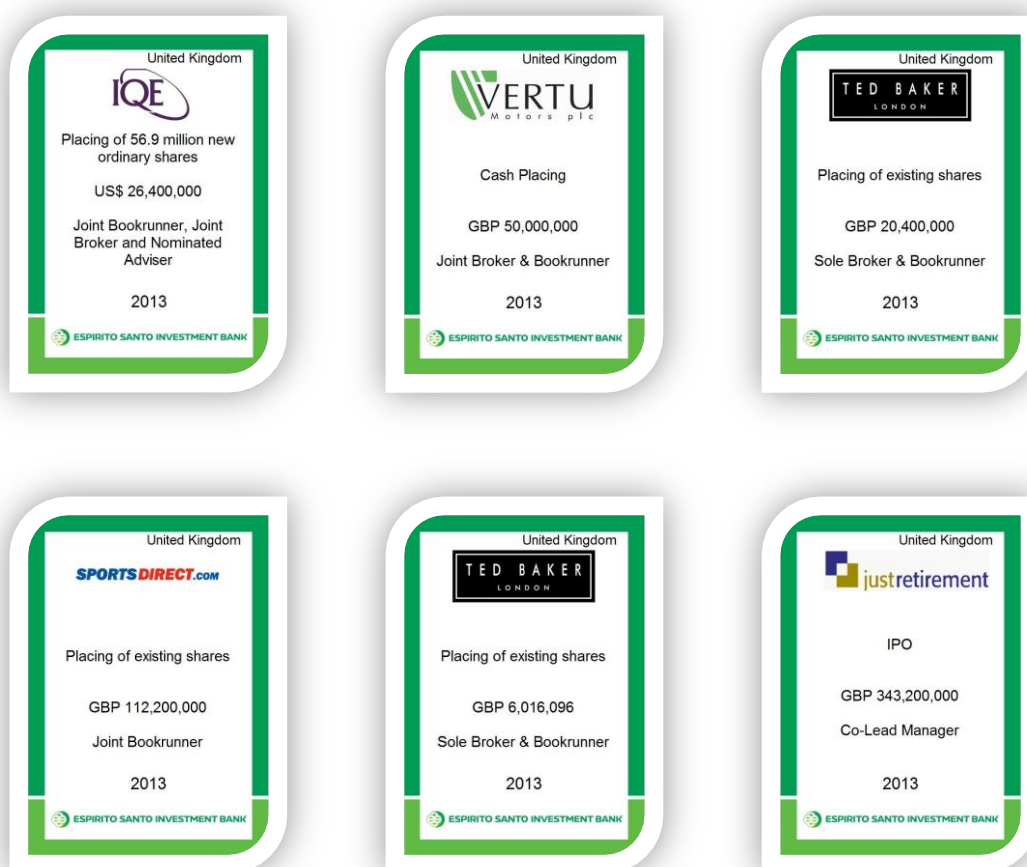 United Kingdom
IQE
Placing of 56.9 million new
ordinary shares
US$ 26,400,000
Joint Bookrunner, Joint
Broker and Nominated
Adviser
2013
ESPIRITO SANTO INVESTMENT BANK
United Kingdom
VERTU
Motors plc
Cash Placing
GBP 50,000,000
Joint Broker & Bookrunner
2013
ESPIRITO SANTO INVESTMENT BANK
United Kingdom
TED BAKER
LONDON
Placing of existing shares
GBP 20,400,000
Sole Broker & Bookrunner
2013
ESPIRITO SANTO INVESTMENT BANK
United Kingdom
SPORTSDIRECT.COM
Placing of existing shares
GBP 112,200,000
Joint Bookrunner
2013
ESPIRITO SANTO INVESTMENT BANK
United Kingdom
TED BAKER
LONDON
Placing of existing shares
GBP 6,016,096
Sole Broker & Bookrunner
2013
ESPIRITO SANTO INVESTMENT BANK
United Kingdom
justretirement
IPO
GBP 343,200,000
Co-Lead Manager
2013
ESPIRITO SANTO INVESTMENT BANK